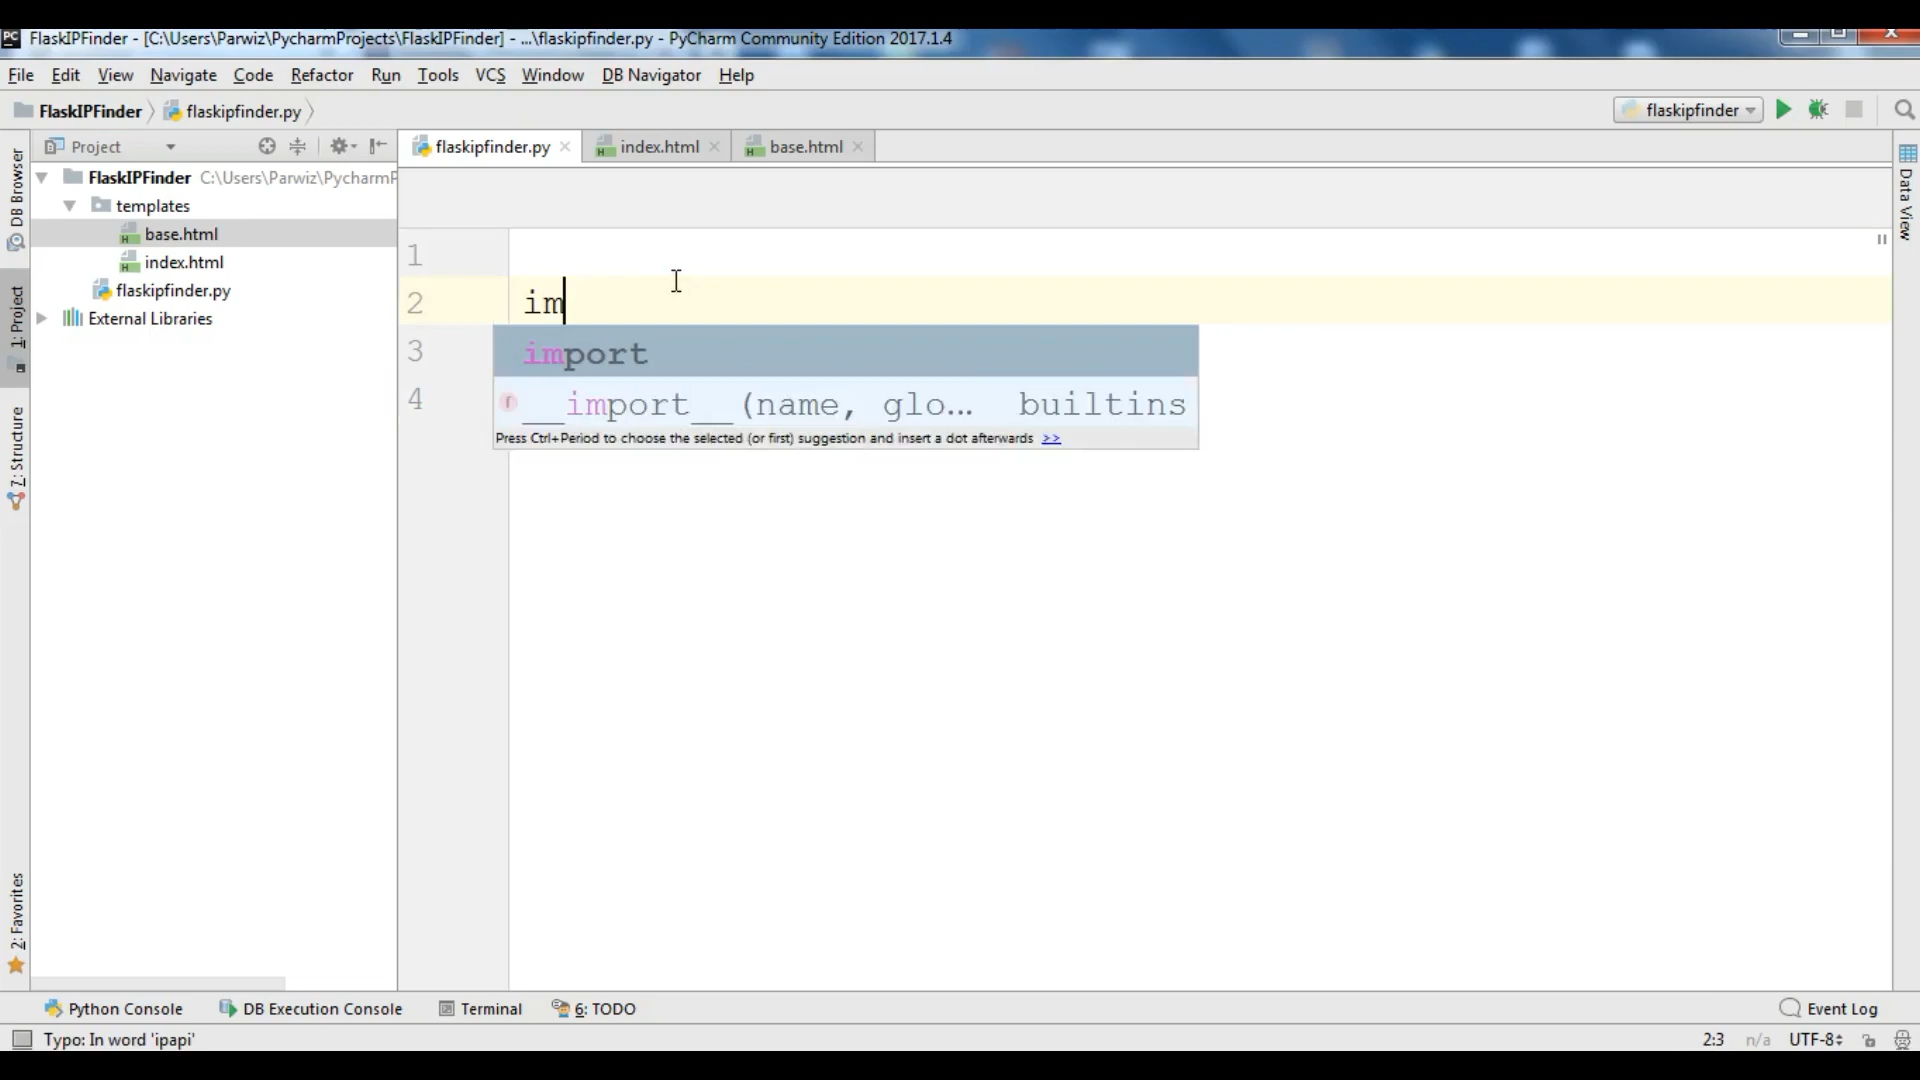 FlaskIPFinder - [C:\Users\Parwiz\PycharmProjects\FlaskIPFinder] - ...\flaskipfinder.py - PyCharm Community Edition 2017.1.4
File Edit View Navigate Code Refactor Run Tools VCS Window DB Navigator Help
FlaskIPFinder flaskipfinder.py flaskipfinder
Project flaskipfinder.py index.html base.html
FlaskIPFinder C:\Users\Parwiz\PycharmP
templates
base.html
index.html
flaskipfinder.py
External Libraries
DB Browser
1: Project
7: Structure
2: Favorites
1
2 im
3
4
import
__import__(name, glo... builtins
Press Ctrl+Period to choose the selected (or first) suggestion and insert a dot afterwards >>
Data View
Python Console DB Execution Console Terminal 6: TODO Event Log
Typo: In word 'ipapi' 2:3 n/a UTF-8